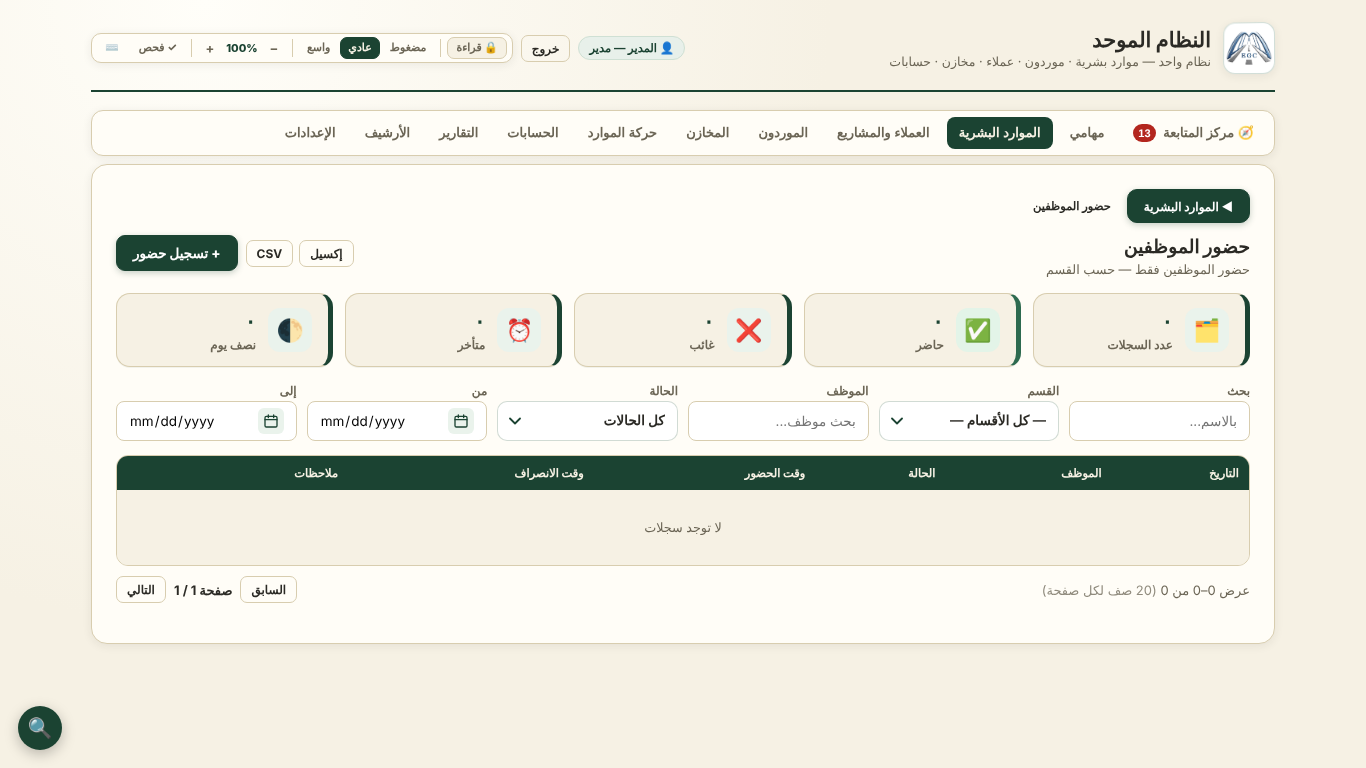 النظام الموحد
نظام واحد — موارد بشرية · موردون · عملاء · مخازن · حسابات
ROC
👤 المدير — مدير
خروج
🔒 قراءة
مضغوط
عادي
واسع
− 100% +
✓ فحص
🧭 مركز المتابعة 13
مهامي
الموارد البشرية
العملاء والمشاريع
الموردون
المخازن
حركة الموارد
الحسابات
التقارير
الأرشيف
الإعدادات
◀ الموارد البشرية
حضور الموظفين
حضور الموظفين
حضور الموظفين فقط — حسب القسم
إكسيل
CSV
+ تسجيل حضور
٠
عدد السجلات
٠
حاضر
٠
غائب
٠
متأخر
٠
نصف يوم
بحث
بالاسم...
القسم
— كل الأقسام —
الموظف
بحث موظف...
الحالة
كل الحالات
من
mm/dd/yyyy
إلى
mm/dd/yyyy
التاريخ
الموظف
الحالة
وقت الحضور
وقت الانصراف
ملاحظات
لا توجد سجلات
عرض 0–0 من 0 (20 صف لكل صفحة)
السابق
صفحة 1 / 1
التالي